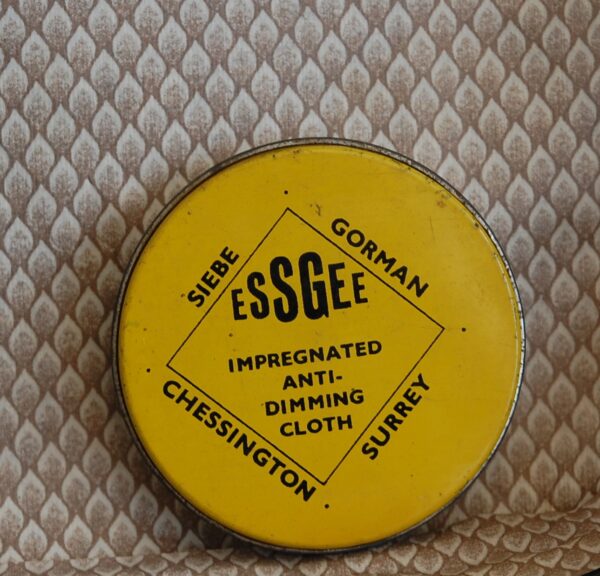 SIEBE
GORMAN
ESSGEE
IMPREGNATED
ANTI-
DIMMING
CLOTH
CHESSINGTON
SURREY